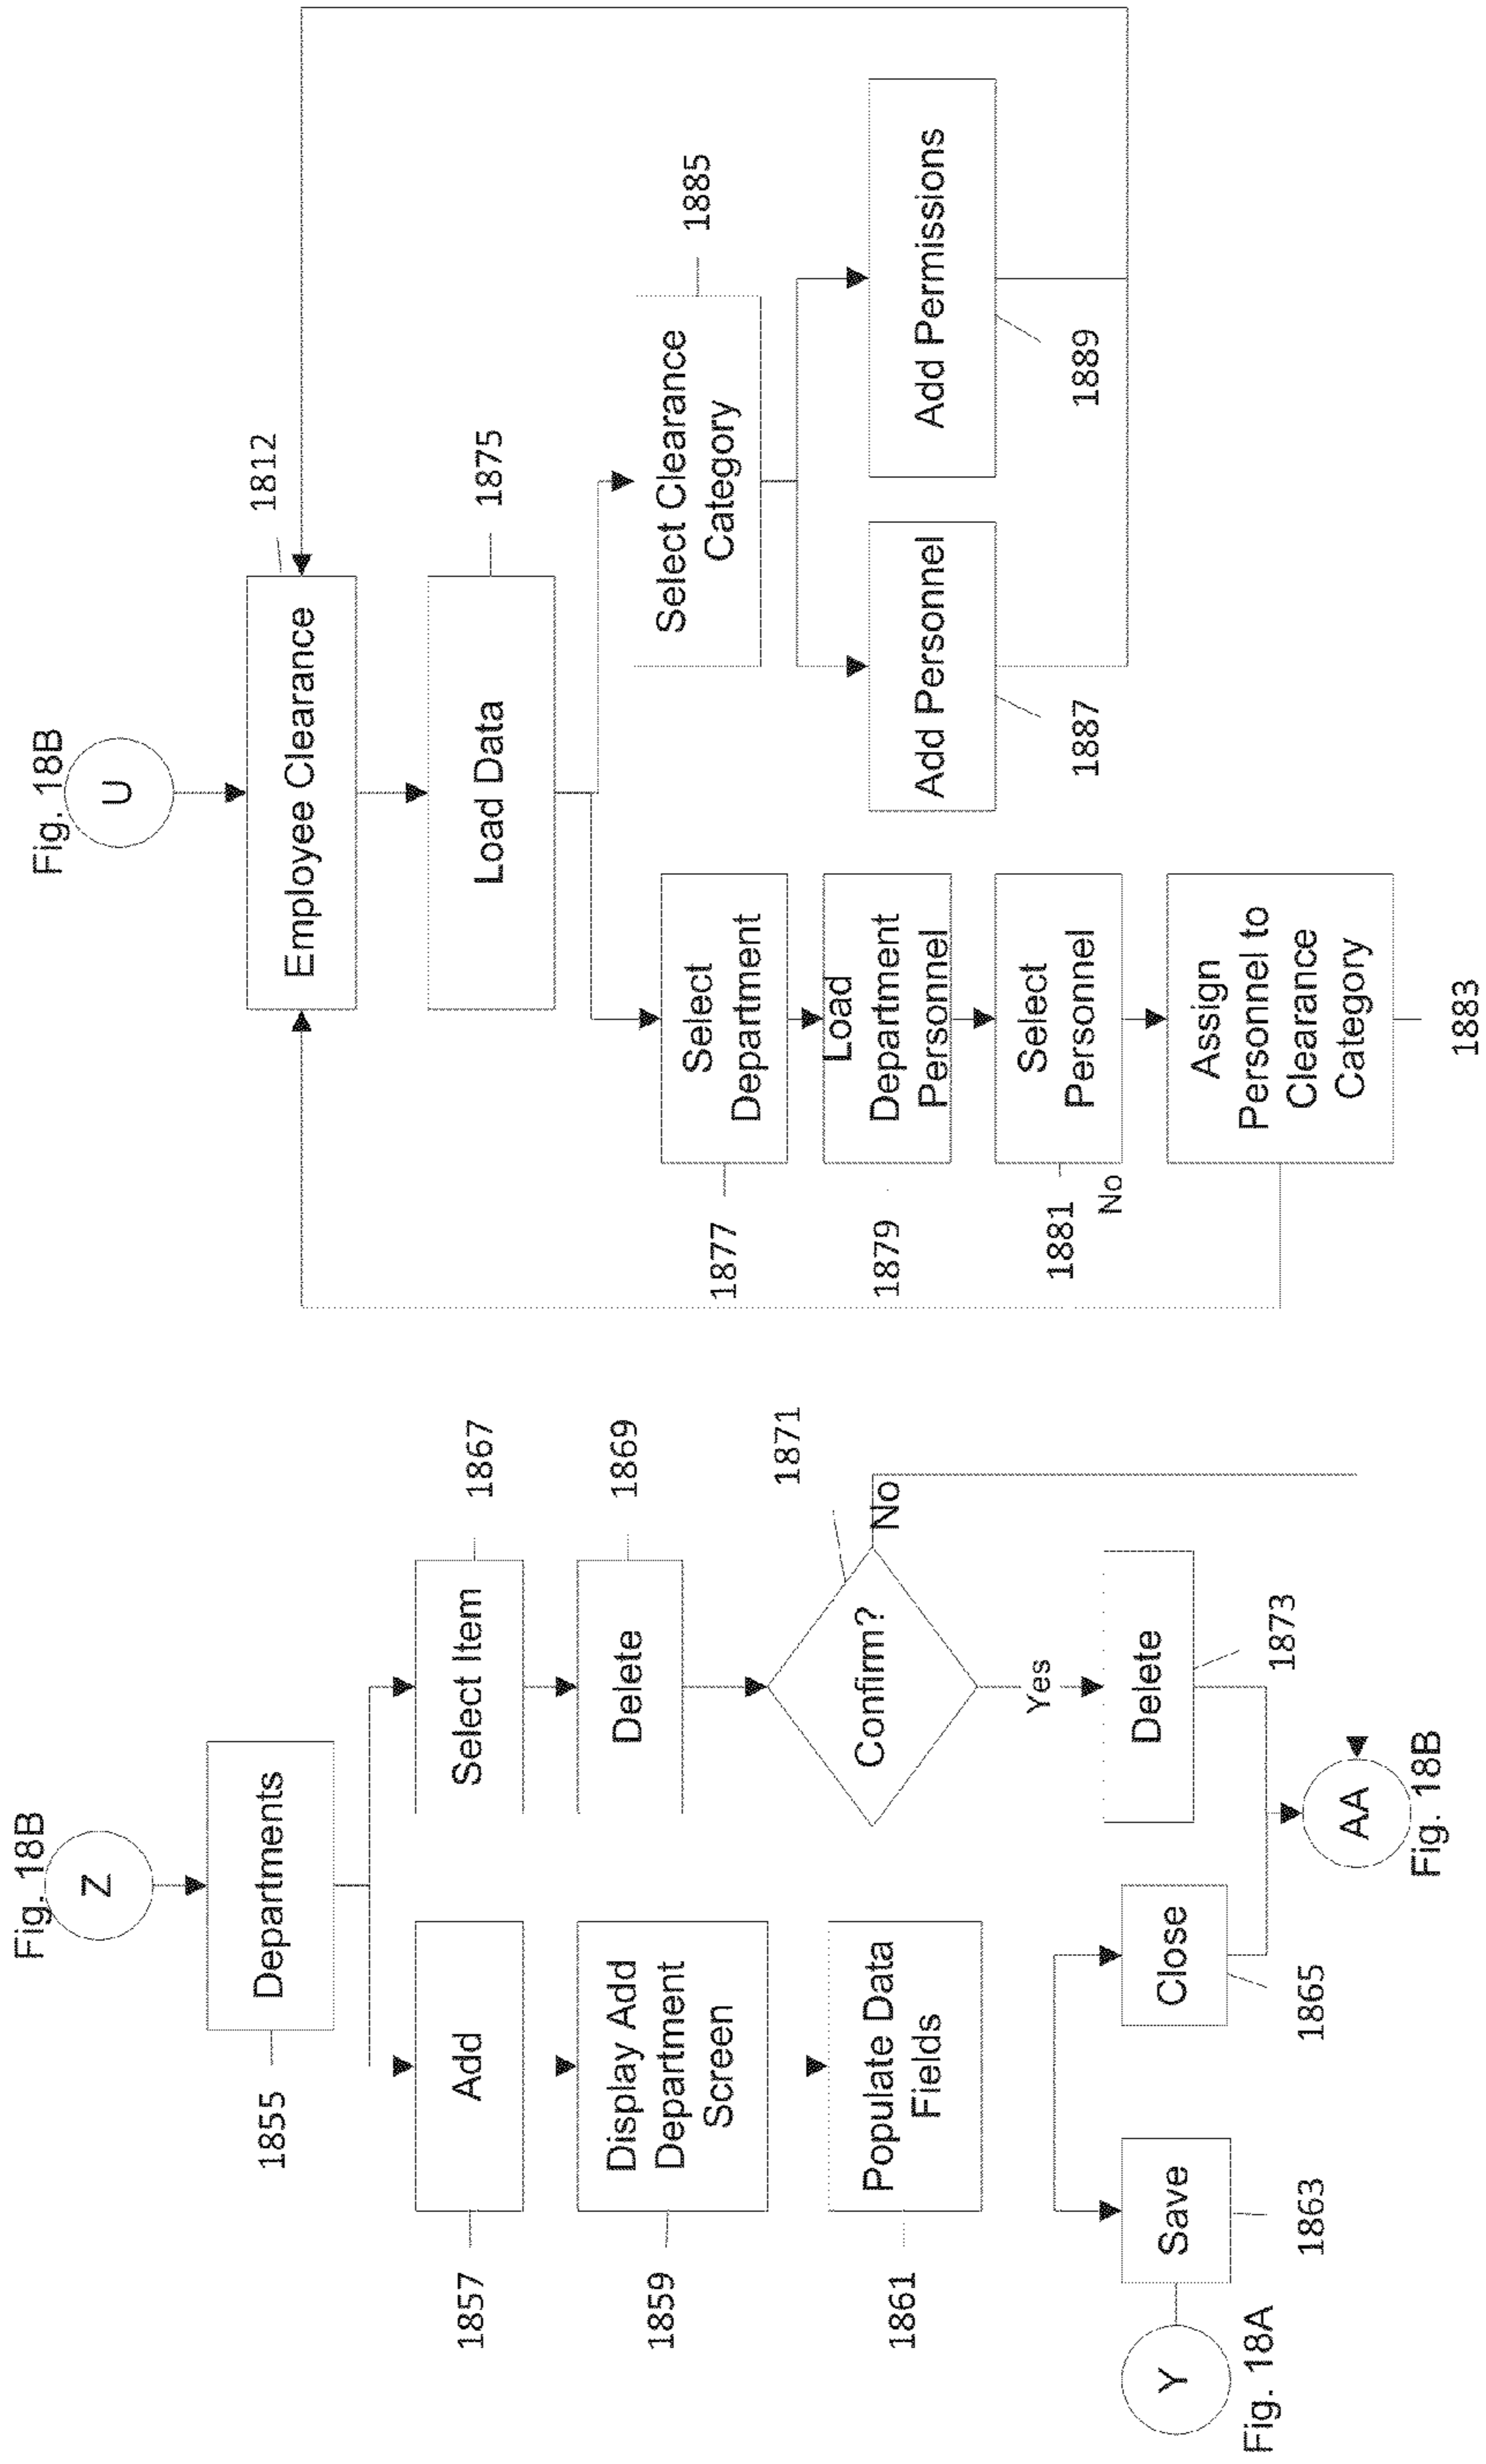 Fig. 18B
Z
Departments
1855
Add
1857
Display Add
Department
Screen
1859
Populate Data
Fields
1861
Save
1863
Y
Fig. 18A
Close
1865
Select Item
1867
Delete
1869
Confirm?
1871
No
Yes
Delete
1873
AA
Fig. 18B
Fig. 18B
U
Employee Clearance
1812
Load Data
1875
Select
Department
1877
Load
Department
Personnel
1879
Select
Personnel
1881
No
Assign
Personnel to
Clearance
Category
1883
Select Clearance
Category
1885
Add Personnel
1887
Add Permissions
1889